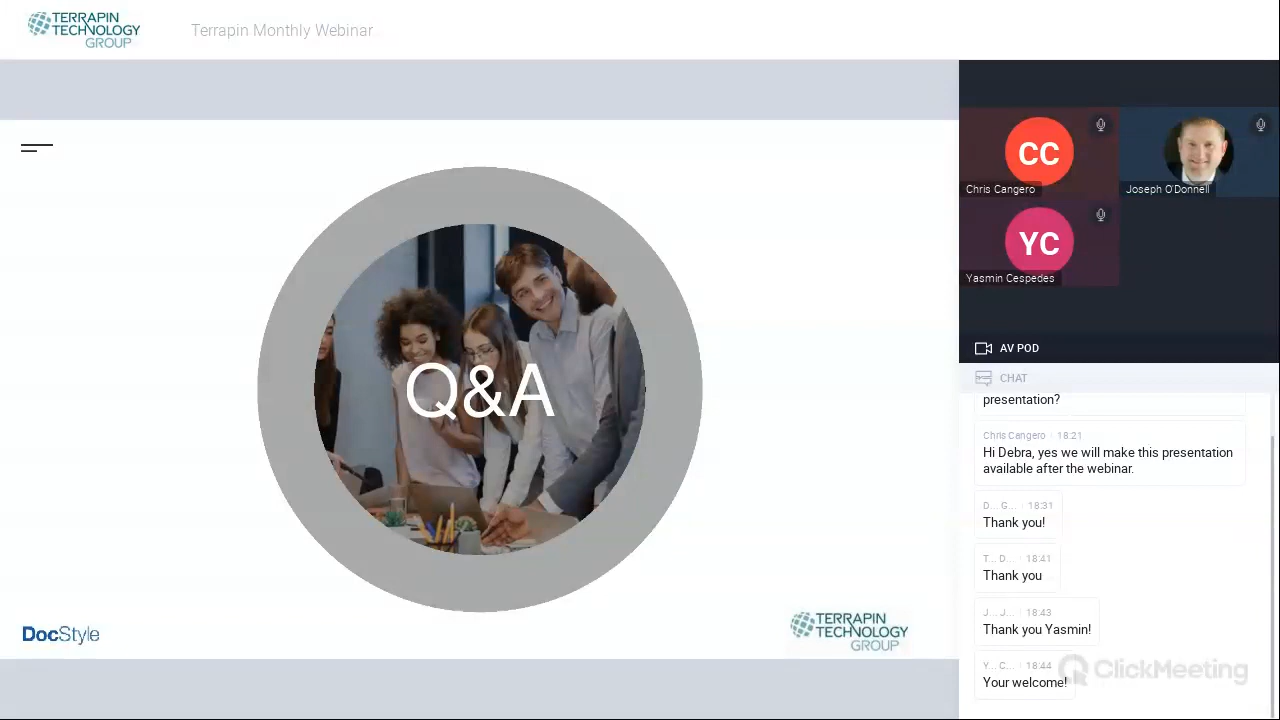 TERRAPIN
TECHNOLOGY
GROUP
Terrapin Monthly Webinar
Q&A
DocStyle
TERRAPIN
TECHNOLOGY
GROUP
CC
Chris Cangero
Joseph O'Donnell
YC
Yasmin Cespedes
AV POD
CHAT
presentation?
Chris Cangero 18:21
Hi Debra, yes we will make this presentation
available after the webinar.
D... G... 18:31
Thank you!
T... D... 18:41
Thank you
J... J... 18:43
Thank you Yasmin!
Y... C... 18:44
Your welcome!
ClickMeeting